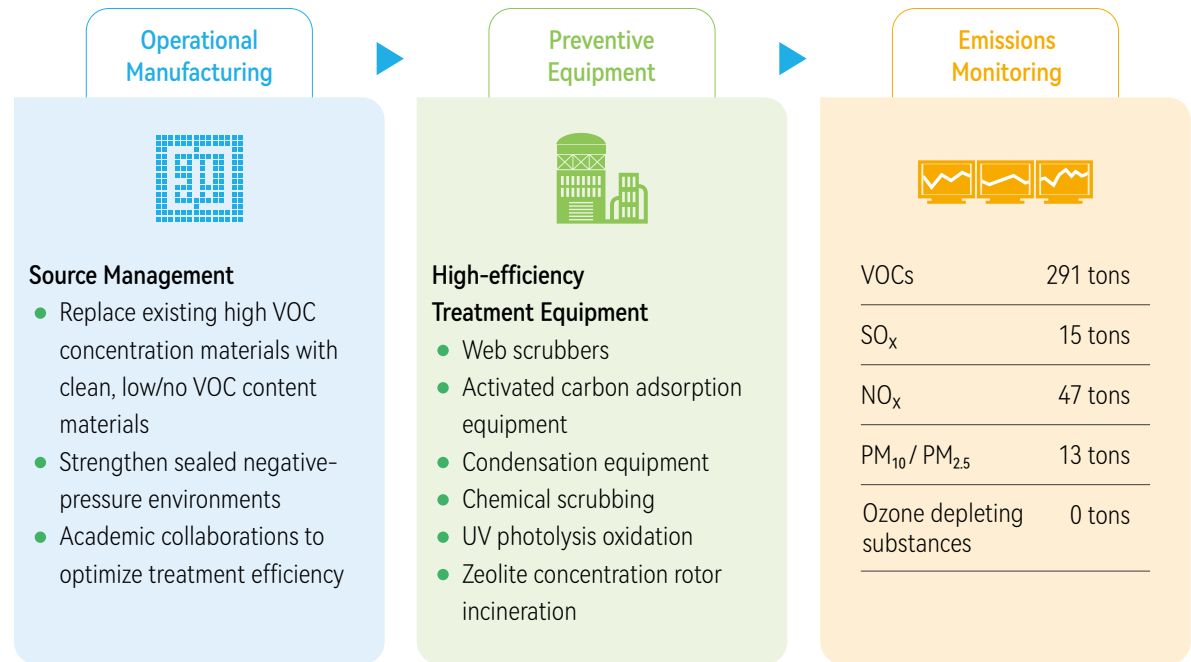 Operational
Manufacturing
Preventive
Equipment
Emissions
Monitoring
Source Management
Replace existing high VOC
concentration materials with
clean, low/no VOC content
materials
Strengthen sealed negative-
pressure environments
Academic collaborations to
optimize treatment efficiency
High-efficiency
Treatment Equipment
Web scrubbers
Activated carbon adsorption
equipment
Condensation equipment
Chemical scrubbing
UV photolysis oxidation
Zeolite concentration rotor
incineration
VOCs 291 tons
SOX 15 tons
NOX 47 tons
PM10 / PM2.5 13 tons
Ozone depleting 0 tons
substances